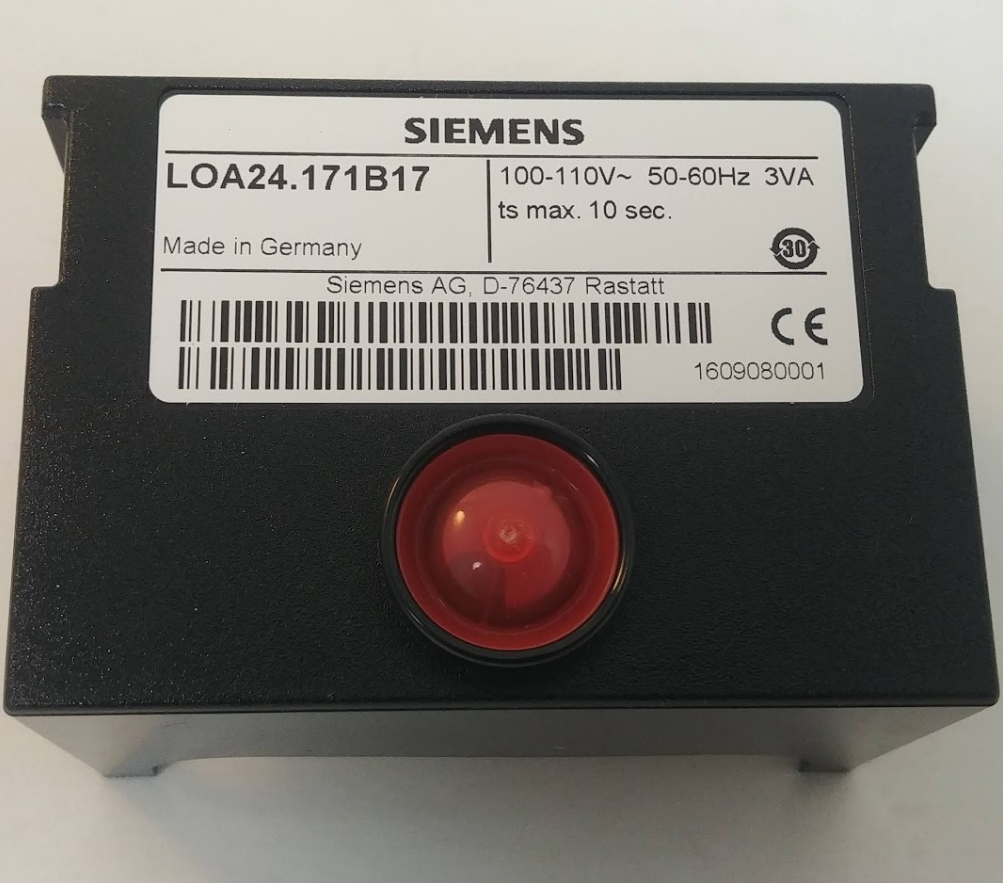 SIEMENS
LOA24.171B17
100-110V~ 50-60Hz 3VA
ts max. 10 sec.
Made in Germany
30
Siemens AG, D-76437 Rastatt
CE
1609080001